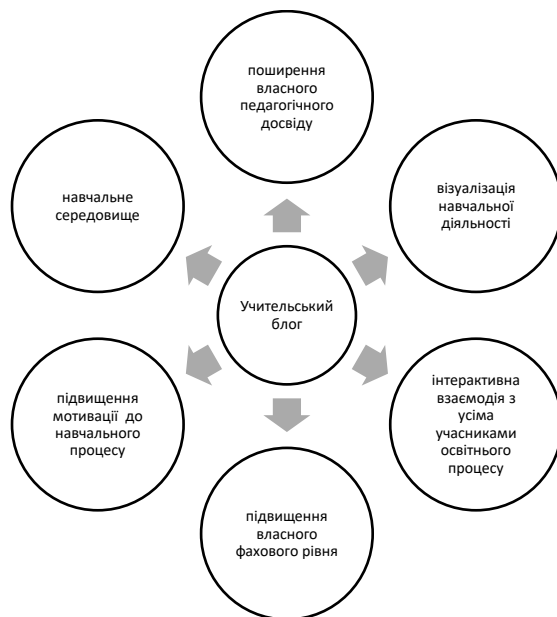 поширення
власного
педагогічного
досвіду
навчальне
середовище
візуалізація
навчальної
діяльності
Учительський
блог
підвищення
мотивації до
навчального
процесу
інтерактивна
взаємодія з
усіма
учасниками
освітнього
процесу
підвищення
власного
фахового рівня